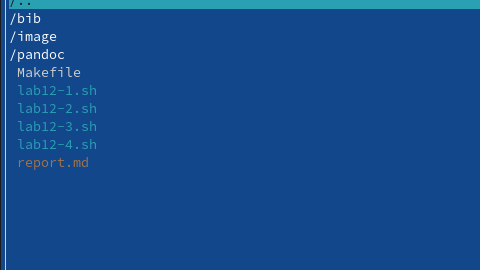 /..
/bib
/image
/pandoc
Makefile
lab12-1.sh
lab12-2.sh
lab12-3.sh
lab12-4.sh
report.md